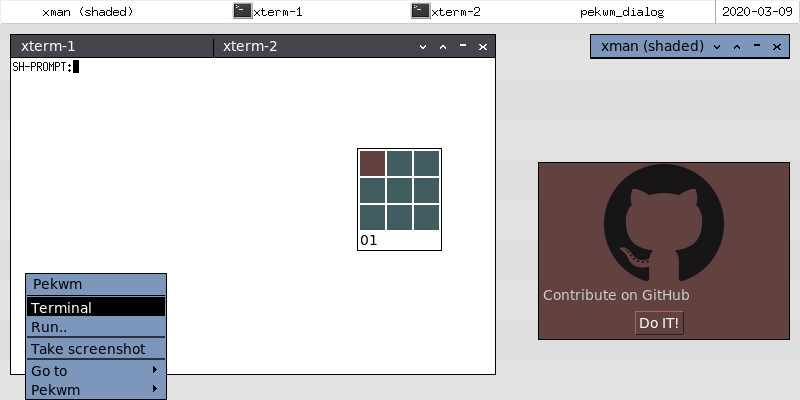 xman (shaded)
xterm-1
xterm-2
pekwm_dialog
2020-03-09
xterm-1
xterm-2
xman (shaded)
SH-PROMPT:
01
Contribute on GitHub
Do IT!
Pekwm
Terminal
Run..
Take screenshot
Go to
Pekwm